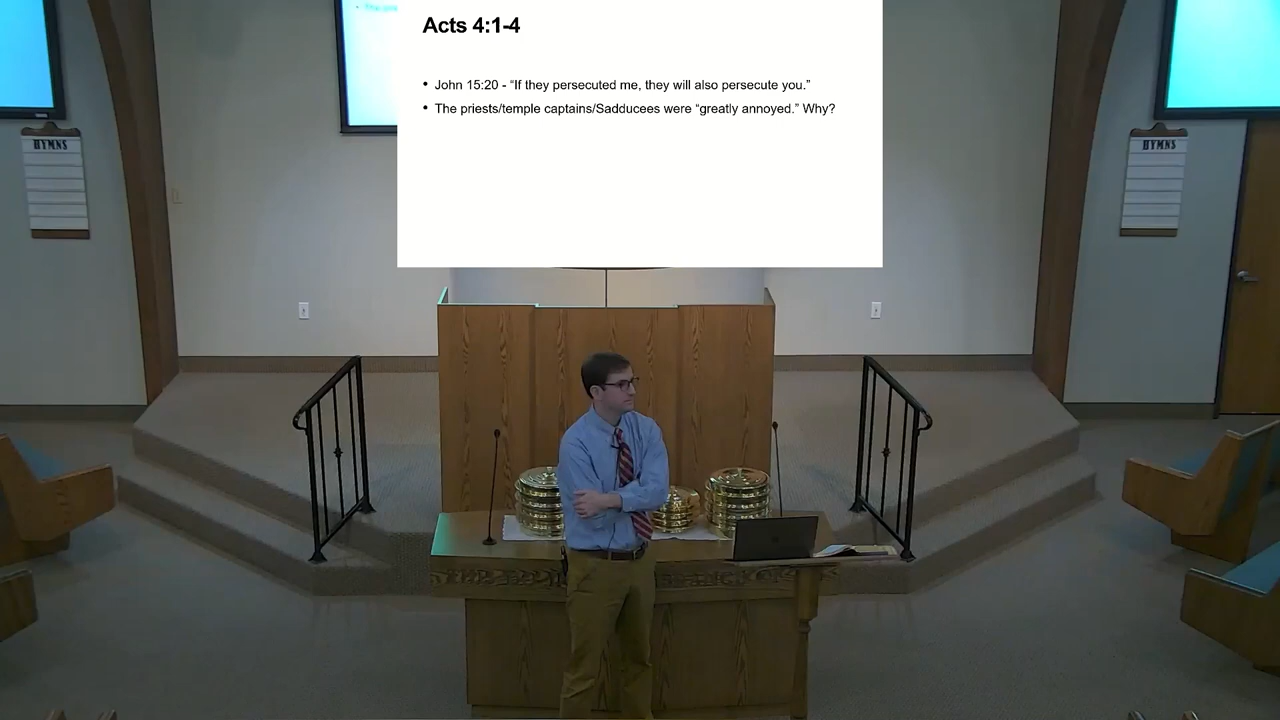 Acts 4:1-4
• John 15:20 - “If they persecuted me, they will also persecute you.”
• The priests/temple captains/Sadducees were “greatly annoyed.” Why?
HYMNS
HYMNS